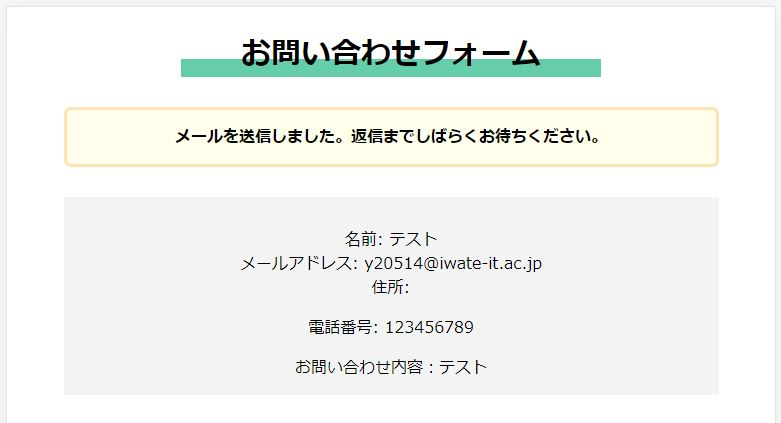 お問い合わせフォーム
メールを送信しました。返信までしばらくお待ちください。
名前: テスト
メールアドレス: y20514@iwate-it.ac.jp
住所:
電話番号: 123456789
お問い合わせ内容：テスト